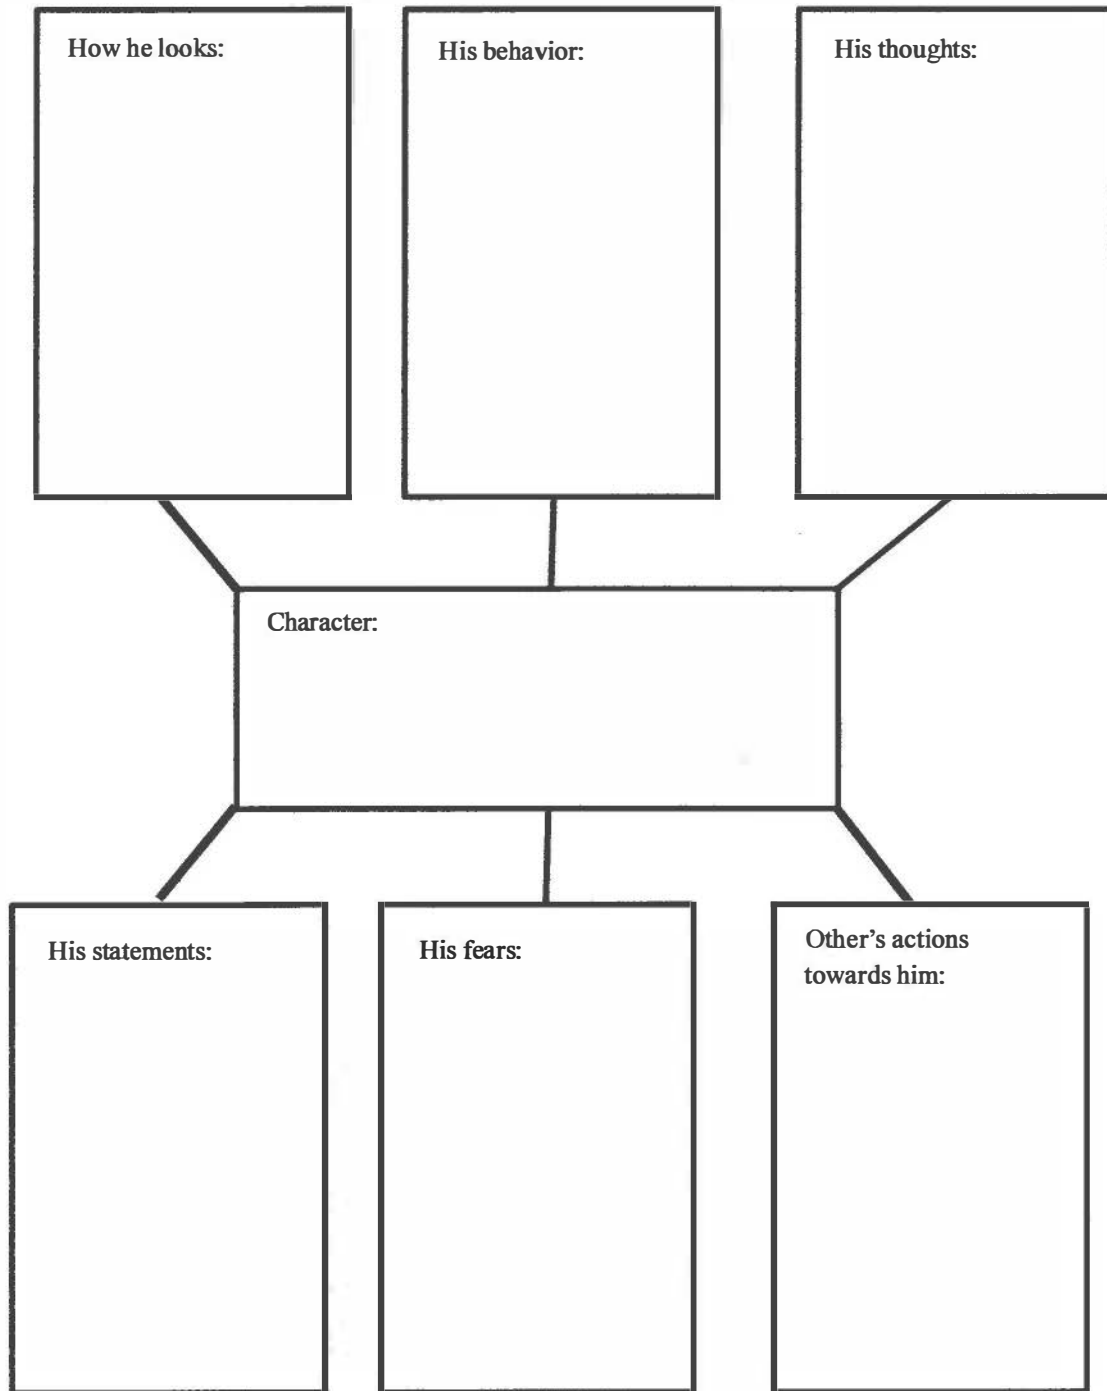 How he looks:
His behavior:
His thoughts:
Character:
His statements:
His fears:
Other’s actions
towards him: